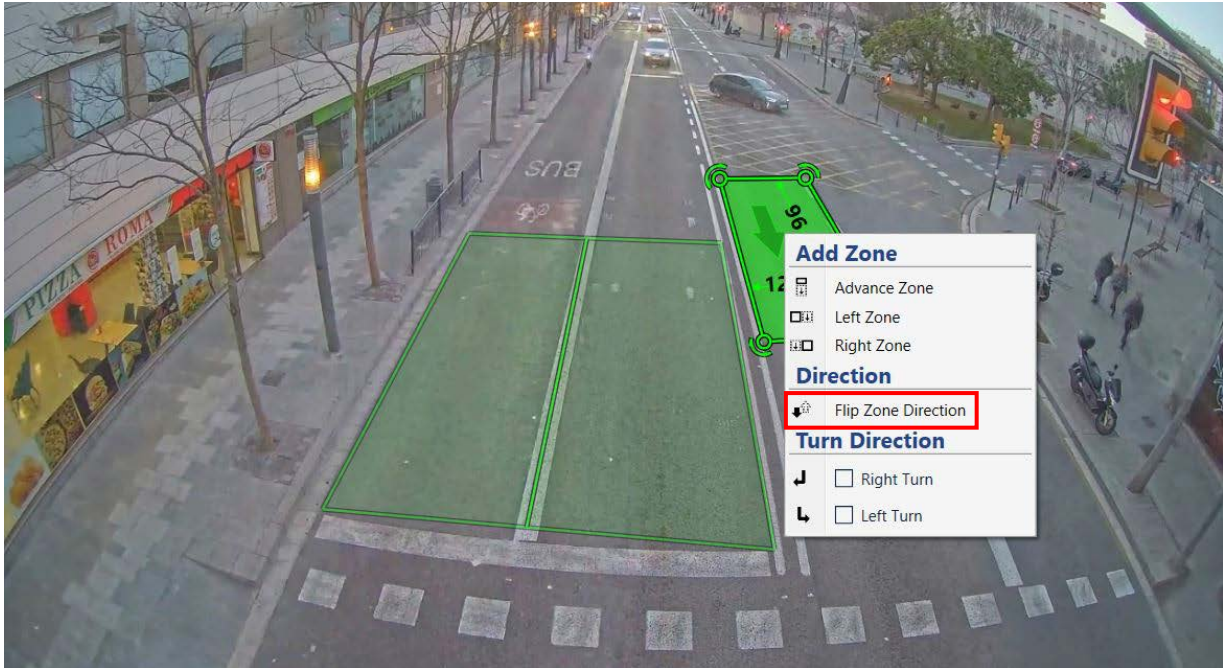 PIZZA ROMA
BUS
96
12
Add Zone
Advance Zone
Left Zone
Right Zone
Direction
Flip Zone Direction
Turn Direction
Right Turn
Left Turn